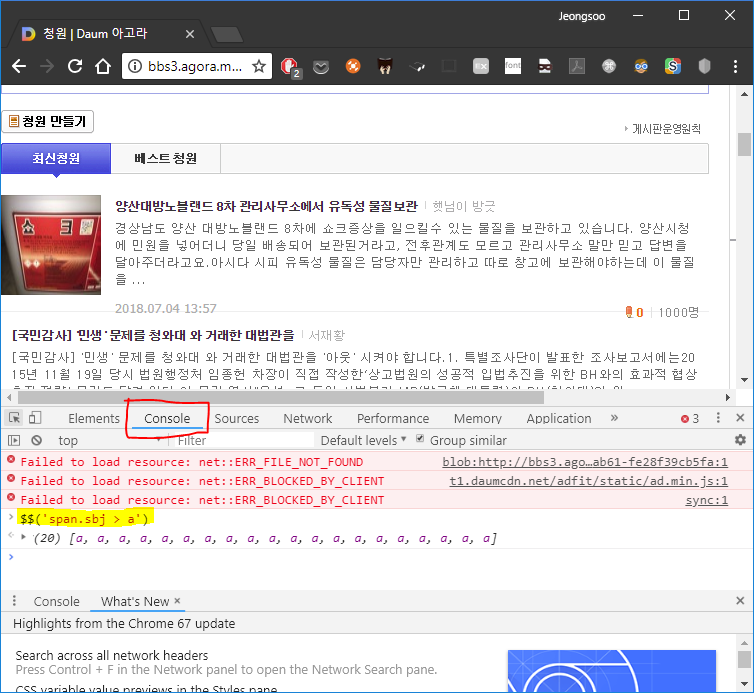 Jeongsoo
청원 | Daum 아고라
bbs3.agora.m...
2
font
청원 만들기
게시판운영원칙
최신청원
베스트 청원
양산대방노블랜드 8차 관리사무소에서 유독성 물질보관
햇님이 방긋
경상남도 양산 대방노블랜드 8차에 쇼크증상을 일으킬수 있는 물질을 보관하고 있습니다. 양산시청
에 민원을 넣어더니 당일 배송되어 보관된거라고, 전후관계도 모르고 관리사무소 말만 믿고 답변을
달아주더라고요.아시다 시피 유독성 물질은 담당자만 관리하고 따로 창고에 보관해야하는데 이 물질
을 ...
2018.07.04 13:57
0
1000명
[국민감사] '민생' 문제를 청와대 와 거래한 대법관을
서재황
[국민감사] '민생' 문제를 청와대 와 거래한 대법관을 '아웃' 시켜야 합니다.1. 특별조사단이 발표한 조사보고서에는20
15년 11월 19일 당시 법원행정처 임종헌 차장이 직접 작성한'상고법원의 성공적 입법추진을 위한 BH와의 효과적 협상
Elements
Console
Sources
Network
Performance
Memory
Application
»
3
top
Filter
Default levels
Group similar
Failed to load resource: net::ERR_FILE_NOT_FOUND
blob:http://bbs3.ago…ab61-fe28f39cb5fa:1
Failed to load resource: net::ERR_BLOCKED_BY_CLIENT
t1.daumcdn.net/adfit/static/ad.min.js:1
Failed to load resource: net::ERR_BLOCKED_BY_CLIENT
sync:1
$$('span.sbj > a')
(20) [a, a, a, a, a, a, a, a, a, a, a, a, a, a, a, a, a, a, a, a]
Console
What's New
Highlights from the Chrome 67 update
Search across all network headers
Press Control + F in the Network panel to open the Network Search pane.
CSS variable value previews in the Styles pane